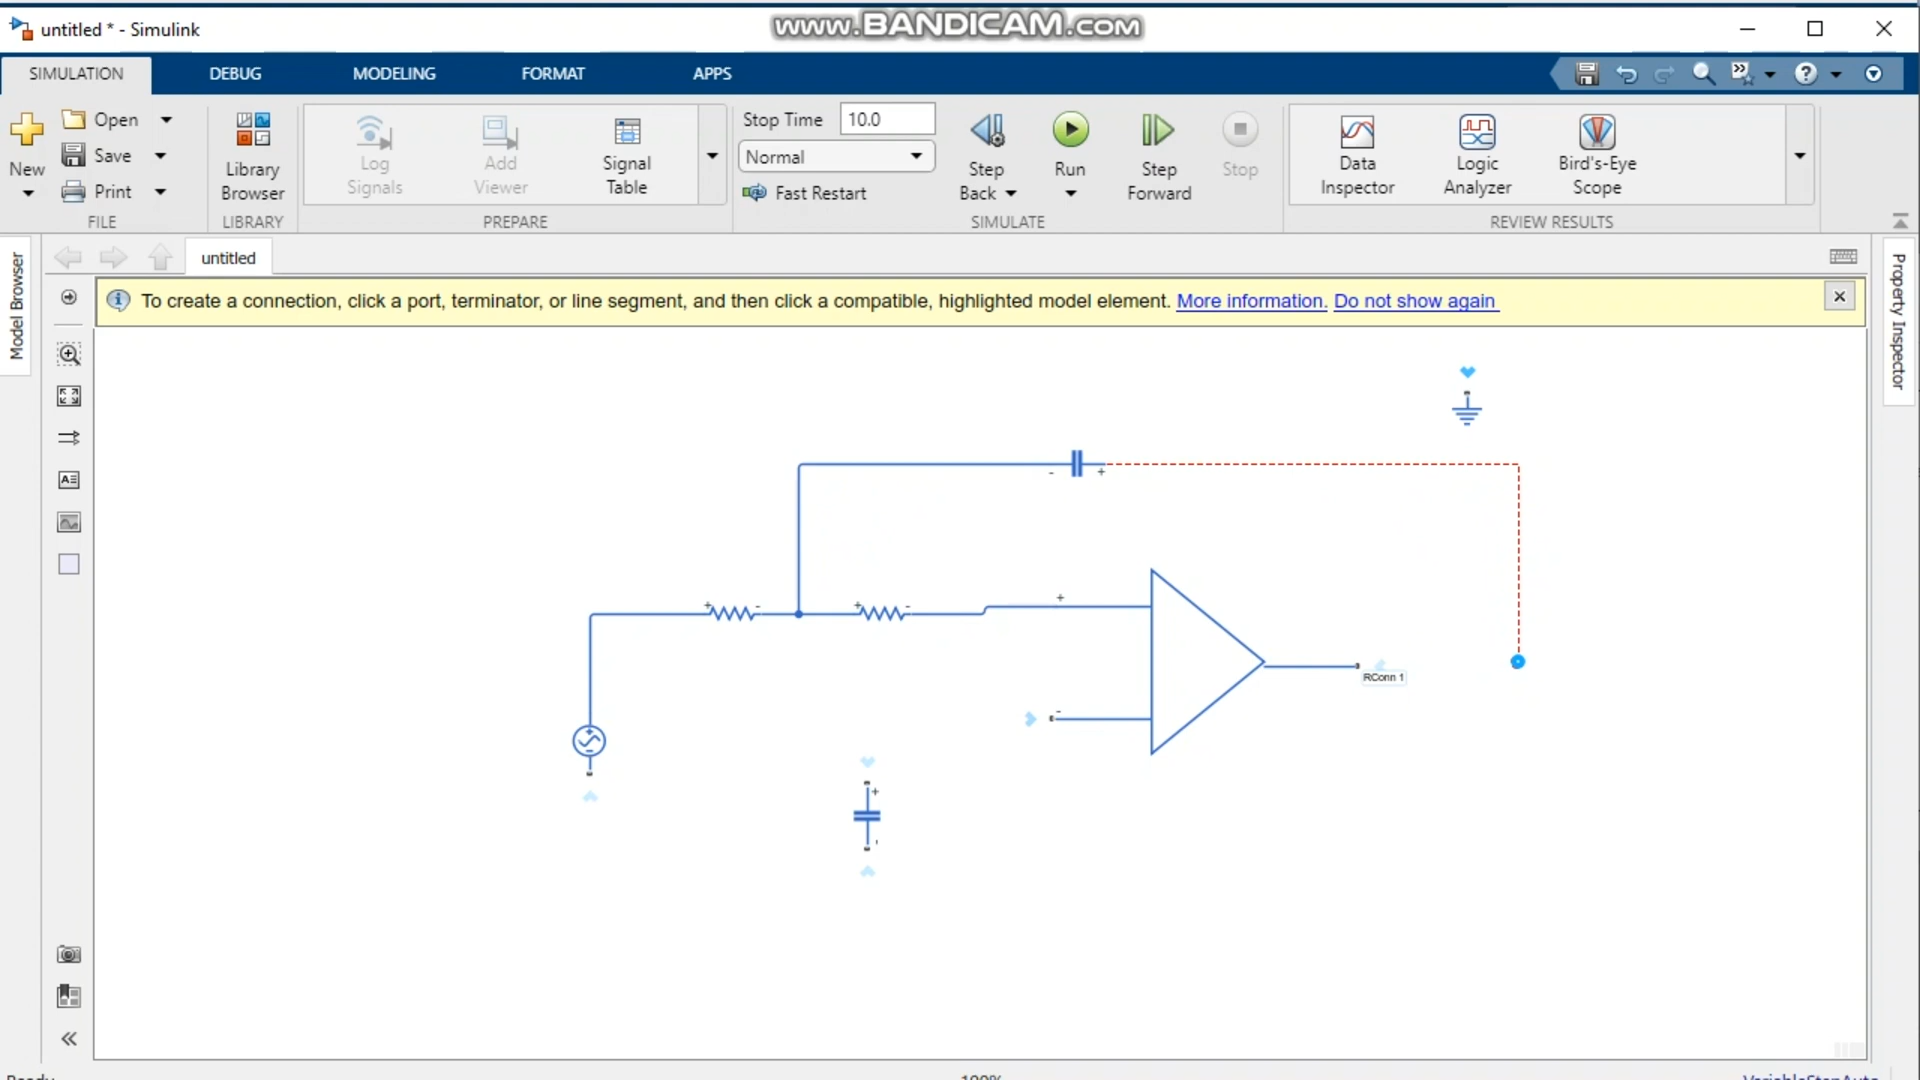 untitled * - Simulink
www.BANDICAM.com
SIMULATION DEBUG MODELING FORMAT APPS
New
Open
Save
Print
FILE
Library
Browser
LIBRARY
Log
Signals
Add
Viewer
Signal
Table
PREPARE
Stop Time 10.0
Normal
Fast Restart
Step
Back
Run
Step
Forward
Stop
SIMULATE
Data
Inspector
Logic
Analyzer
Bird's-Eye
Scope
REVIEW RESULTS
Model Browser
untitled
Property Inspector
To create a connection, click a port, terminator, or line segment, and then click a compatible, highlighted model element. More information. Do not show again
- +
+ - + - +
RConn 1
-
+
Ready 100% VariableStepAuto